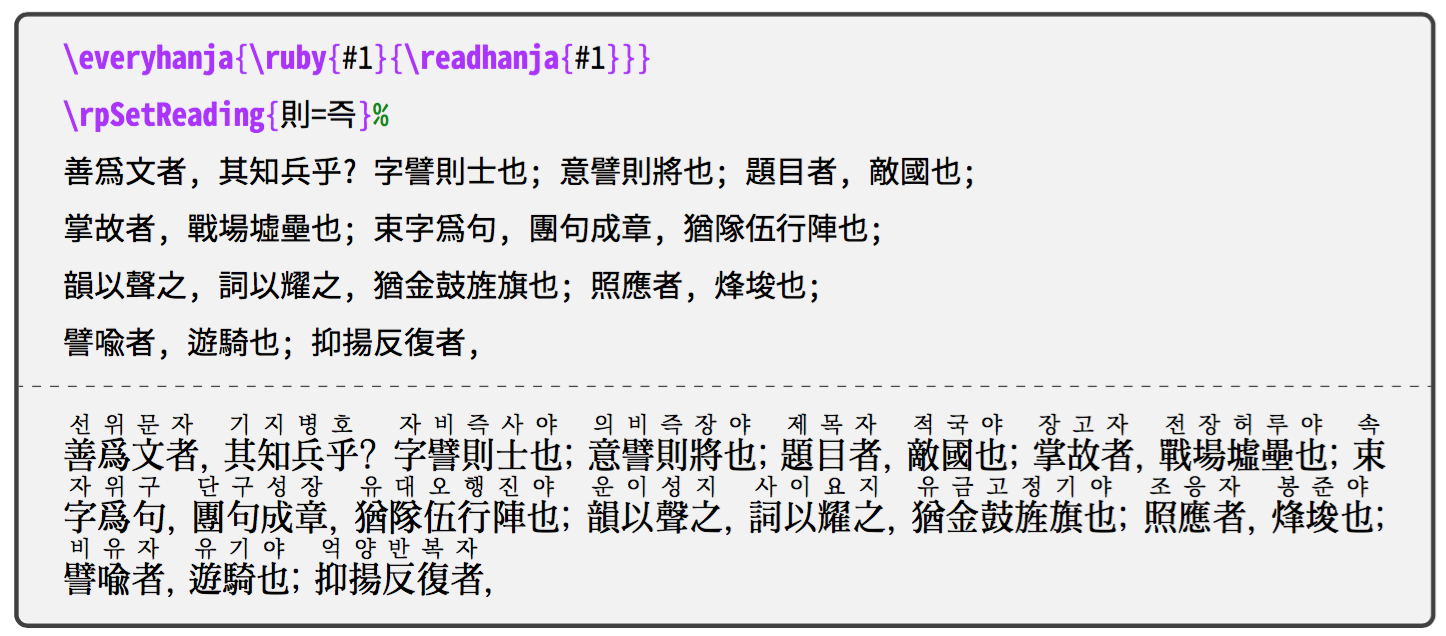 \everyhanja{\ruby{#1}{\readhanja{#1}}}
\rpSetReading{則=즉}%
善爲文者, 其知兵乎? 字譬則士也; 意譬則將也; 題目者, 敵國也;
掌故者, 戰場墟壘也; 束字爲句, 團句成章, 猶隊伍行陣也;
韻以聲之, 詞以耀之, 猶金鼓旌旗也; 照應者, 烽埈也;
譬喩者, 遊騎也; 抑揚反復者,
선위문자 기지병호 자비즉사야 의비즉장야 제목자 적국야 장고자 전장허루야 속
善爲文者, 其知兵乎? 字譬則士也; 意譬則將也; 題目者, 敵國也; 掌故者, 戰場墟壘也; 束
자위구 단구성장 유대오행진야 운이성지 사이요지 유금고정기야 조응자 봉준야
字爲句, 團句成章, 猶隊伍行陣也; 韻以聲之, 詞以耀之, 猶金鼓旌旗也; 照應者, 烽埈也;
비유자 유기야 억양반복자
譬喩者, 遊騎也; 抑揚反復者,